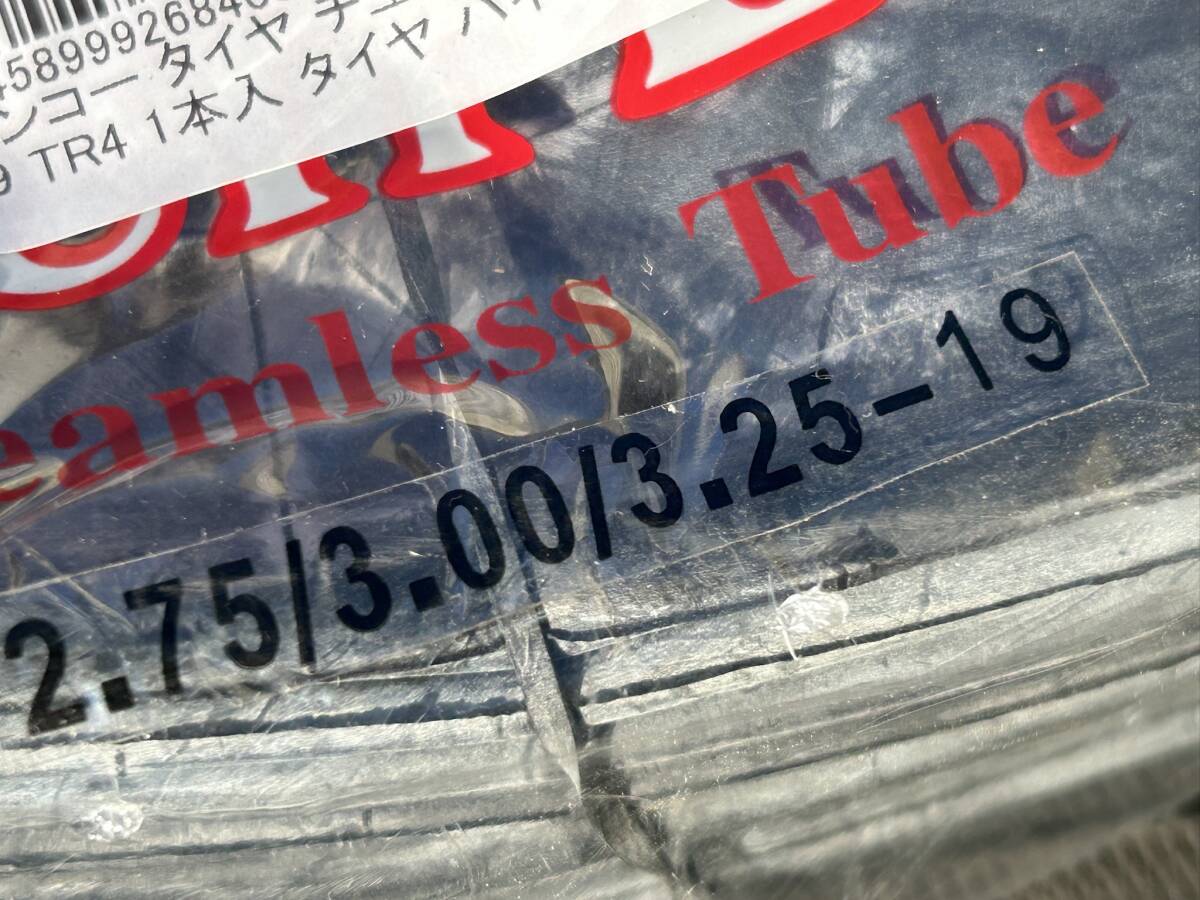 ンコー タイヤ チュ
9 TR4 1本入 タイヤ バイ
eamless Tube
2.75/3.00/3.25-19